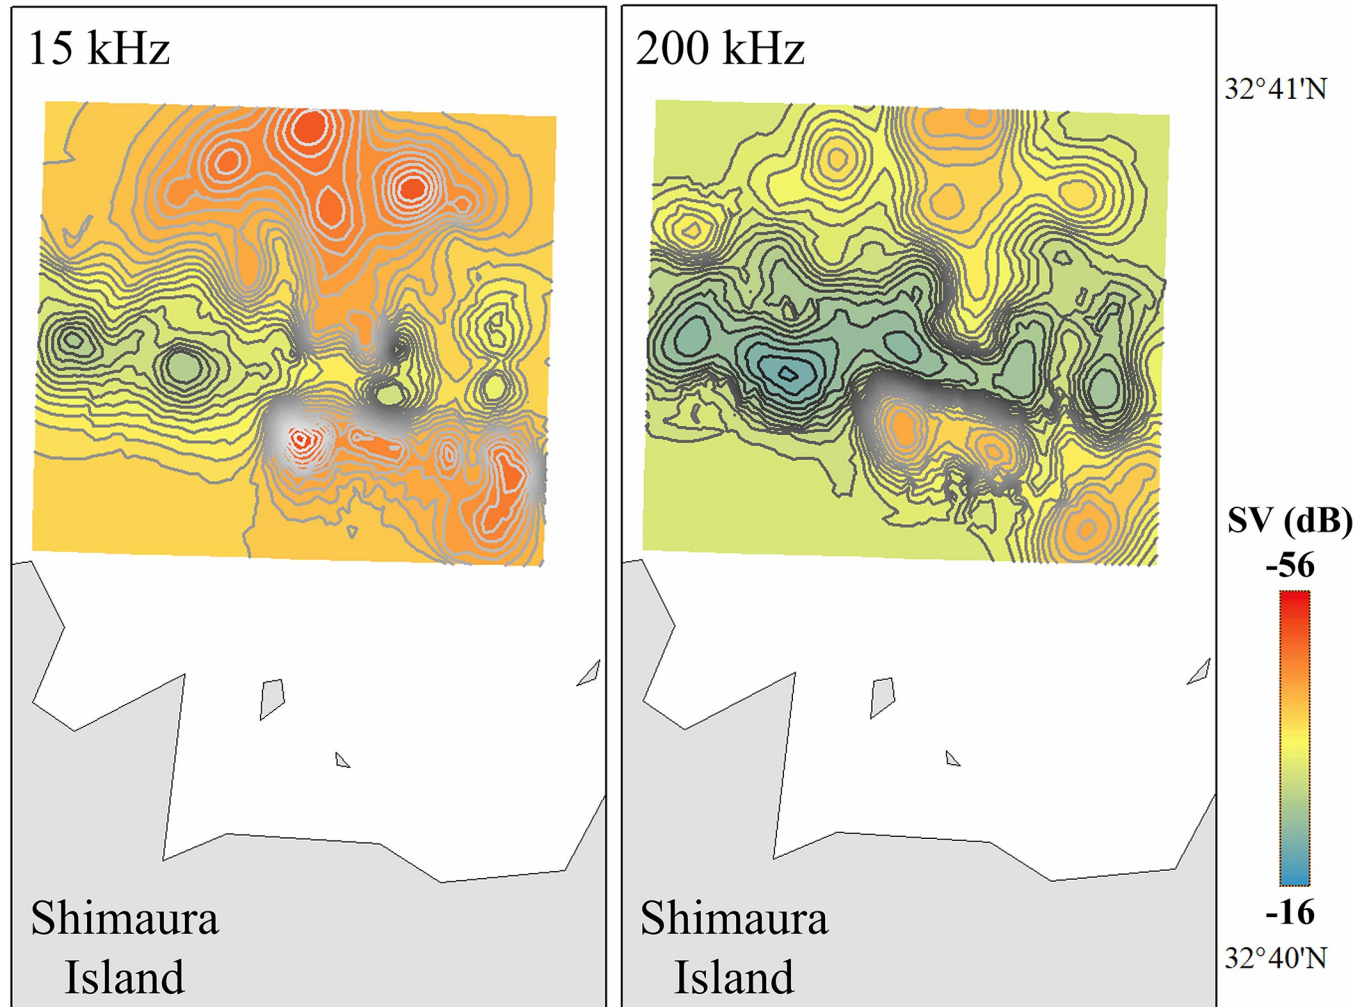 15 kHz
200 kHz
32°41'N
SV (dB)
-56
-16
32°40'N
Shimaura
Island
Shimaura
Island